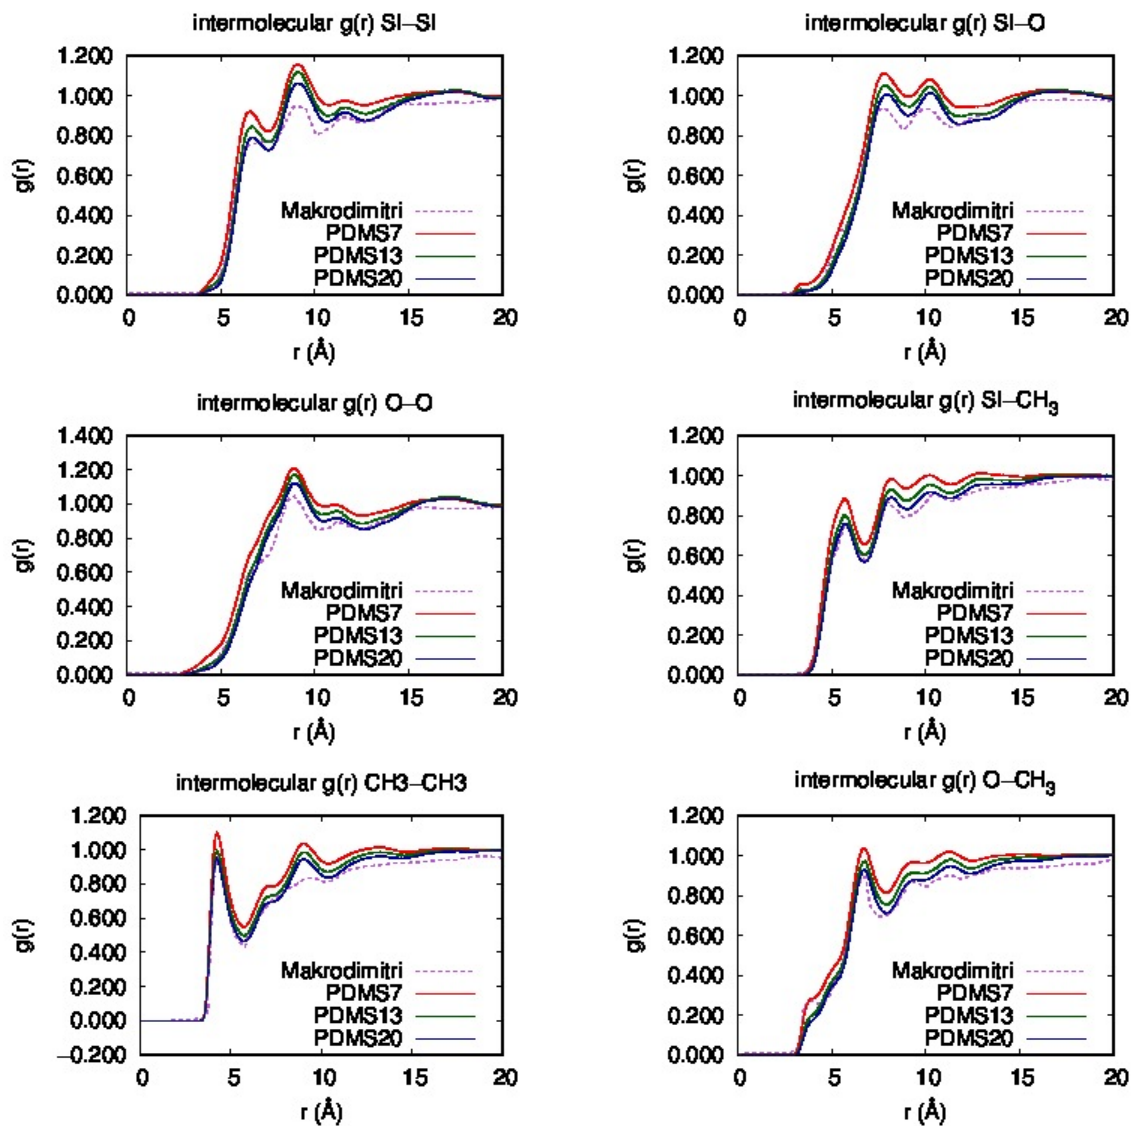 intermolecular g(r) Si–Si
1.200
1.000
0.800
0.600
0.400
0.200
0.000
g(r)
Makrodimitri
PDMS7
PDMS13
PDMS20
0 5 10 15 20
r (Å)
intermolecular g(r) Si–O
1.200
1.000
0.800
0.600
0.400
0.200
0.000
g(r)
Makrodimitri
PDMS7
PDMS13
PDMS20
0 5 10 15 20
r (Å)
intermolecular g(r) O–O
1.400
1.200
1.000
0.800
0.600
0.400
0.200
0.000
g(r)
Makrodimitri
PDMS7
PDMS13
PDMS20
0 5 10 15 20
r (Å)
intermolecular g(r) Si–CH₃
1.200
1.000
0.800
0.600
0.400
0.200
0.000
g(r)
Makrodimitri
PDMS7
PDMS13
PDMS20
0 5 10 15 20
r (Å)
intermolecular g(r) CH3–CH3
1.200
1.000
0.800
0.600
0.400
0.200
0.000
–0.200
g(r)
Makrodimitri
PDMS7
PDMS13
PDMS20
0 5 10 15 20
r (Å)
intermolecular g(r) O–CH₃
1.200
1.000
0.800
0.600
0.400
0.200
0.000
g(r)
Makrodimitri
PDMS7
PDMS13
PDMS20
0 5 10 15 20
r (Å)